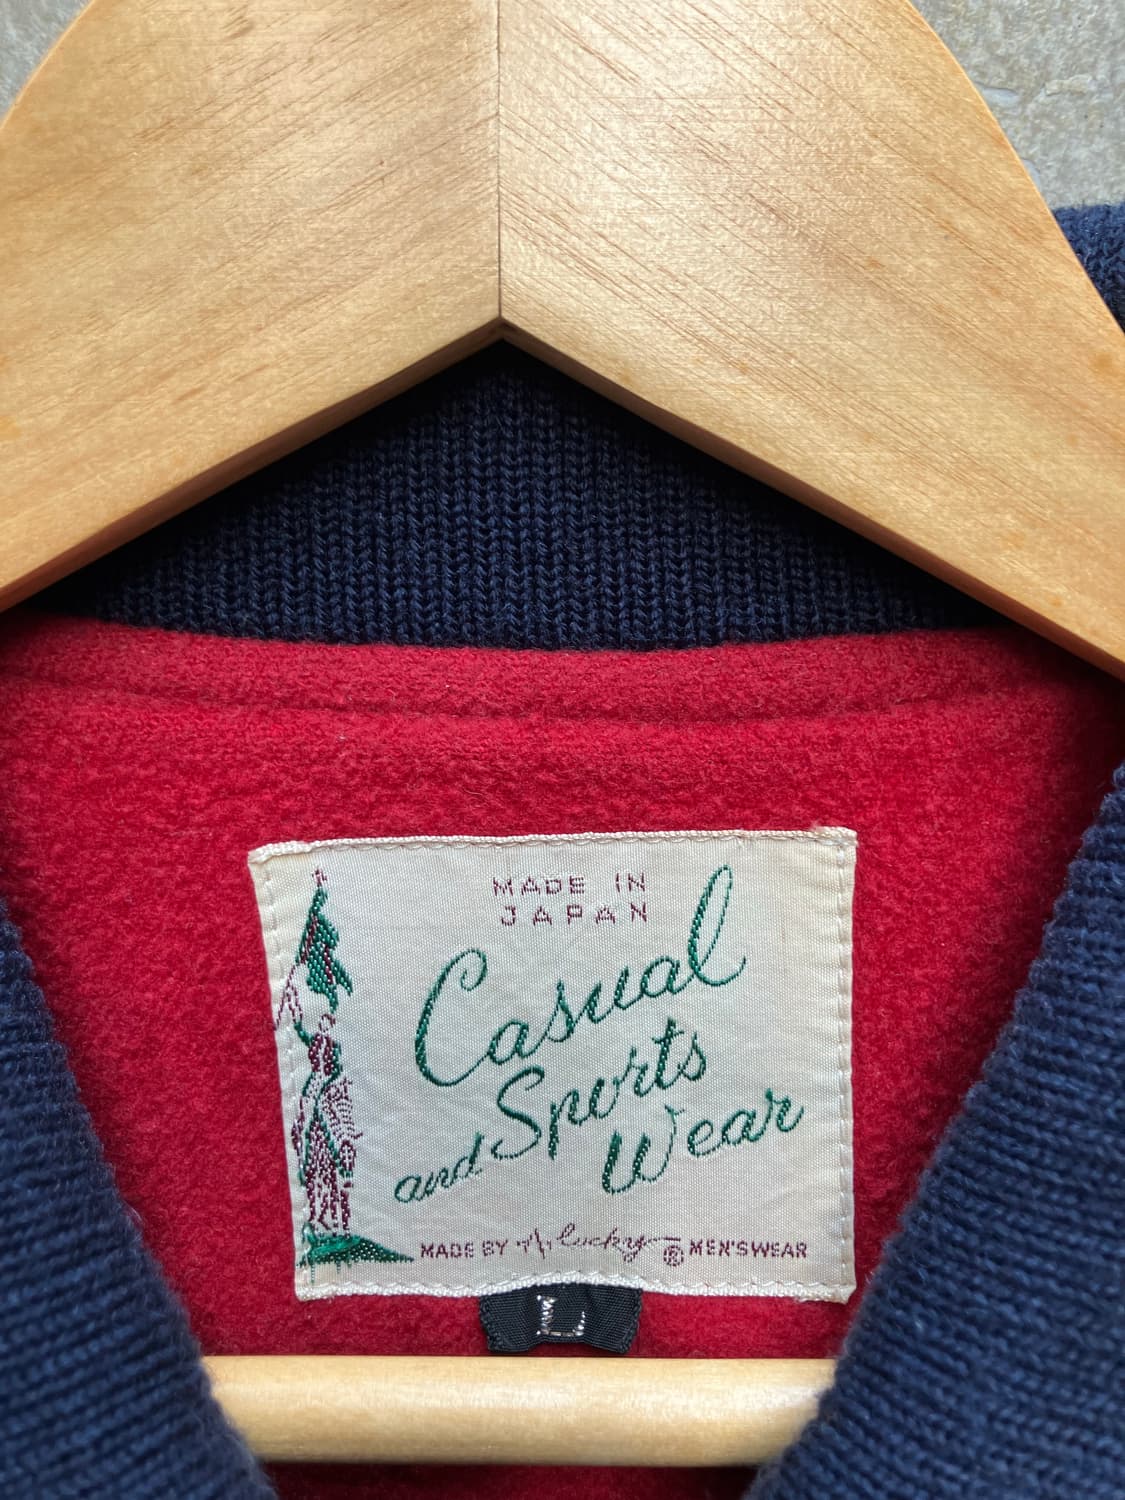 MADE IN
JAPAN
Casual
and Sports
Wear
MADE BY lucky ® MEN'SWEAR
L